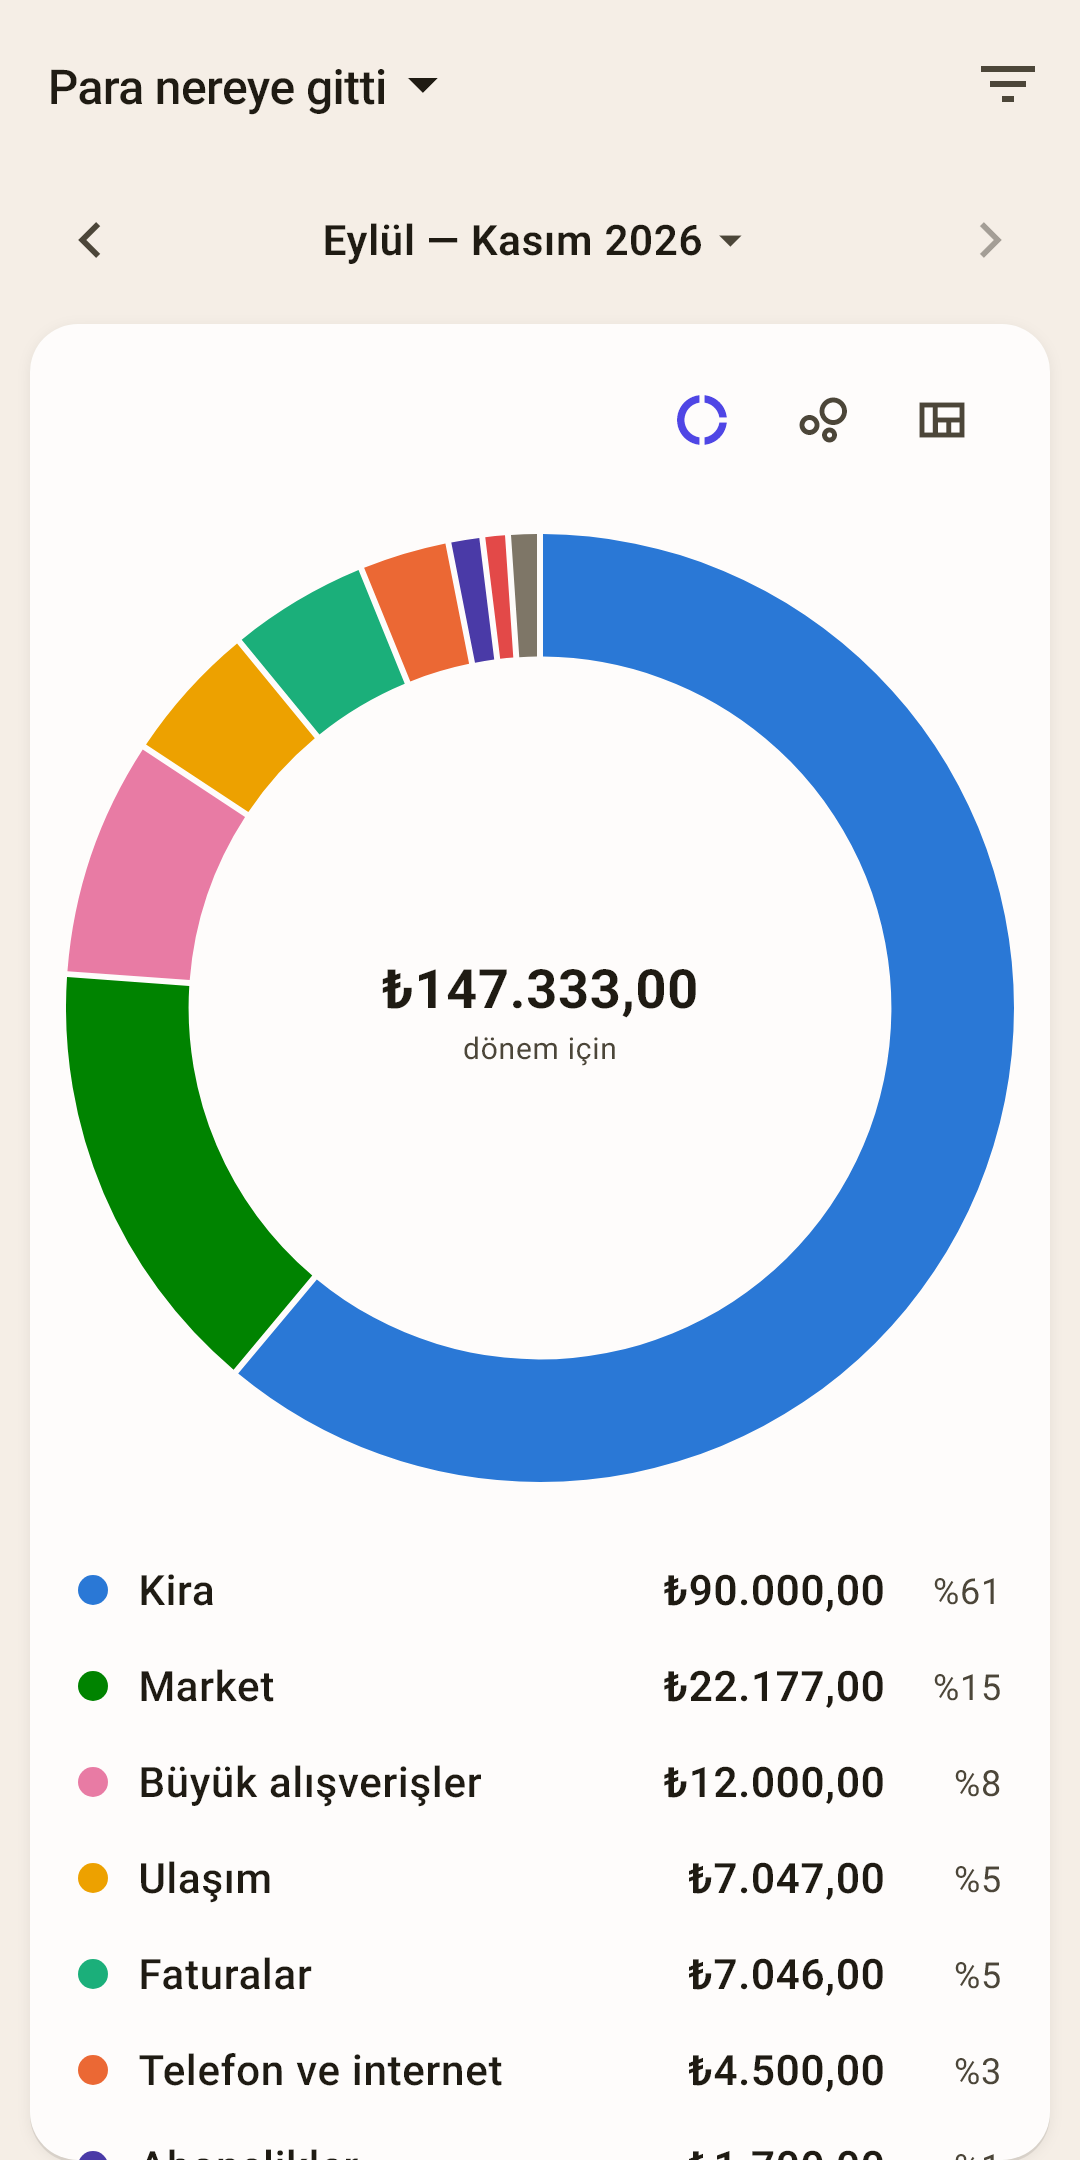 Para nereye gitti
Eylül – Kasım 2026
₺147.333,00
dönem için
Kira ₺90.000,00 %61
Market ₺22.177,00 %15
Büyük alışverişler ₺12.000,00 %8
Ulaşım ₺7.047,00 %5
Faturalar ₺7.046,00 %5
Telefon ve internet ₺4.500,00 %3